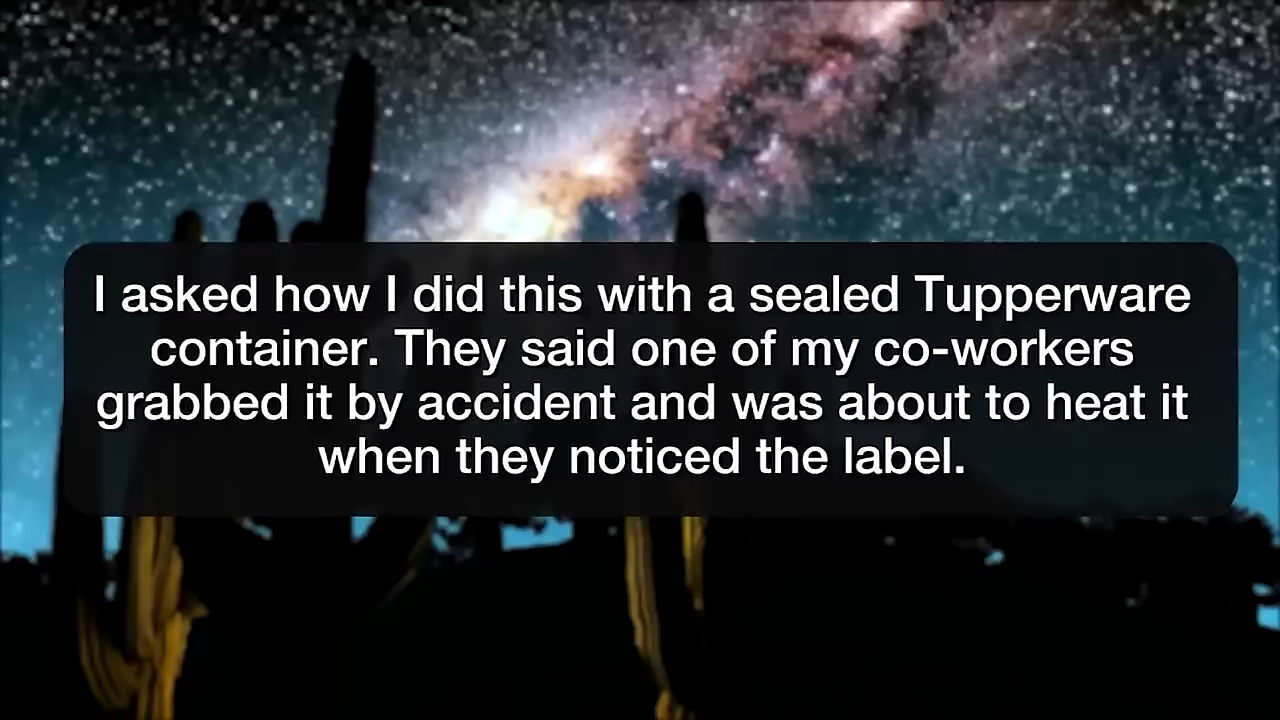 I asked how I did this with a sealed Tupperware
container. They said one of my co-workers
grabbed it by accident and was about to heat it
when they noticed the label.